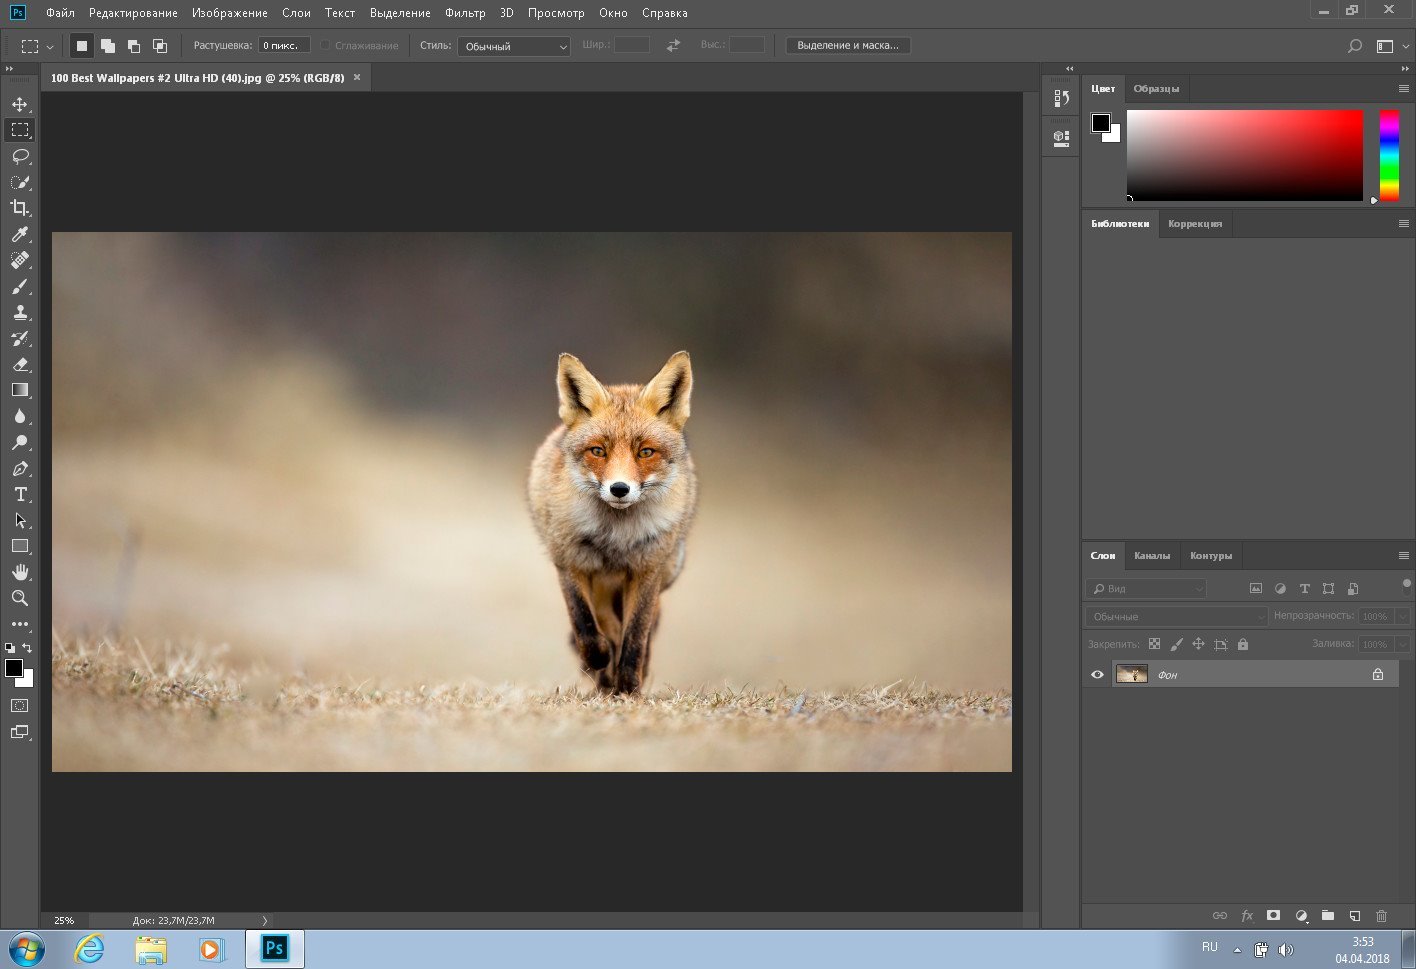 Ps Файл Редактирование Изображение Слои Текст Выделение Фильтр 3D Просмотр Окно Справка
Растушевка: 0 пикс. Сглаживание Стиль: Обычный Шир.: Выс.: Выделение и маска...
100 Best Wallpapers #2 Ultra HD (40).jpg @ 25% (RGB/8) ×
Цвет Образцы
Библиотеки Коррекция
Слои Каналы Контуры
Вид
Обычные Непрозрачность: 100%
Закрепить: Заливка: 100%
Фон
fx
25% Док: 23,7M/23,7M
Ps
RU
3:53
04.04.2018